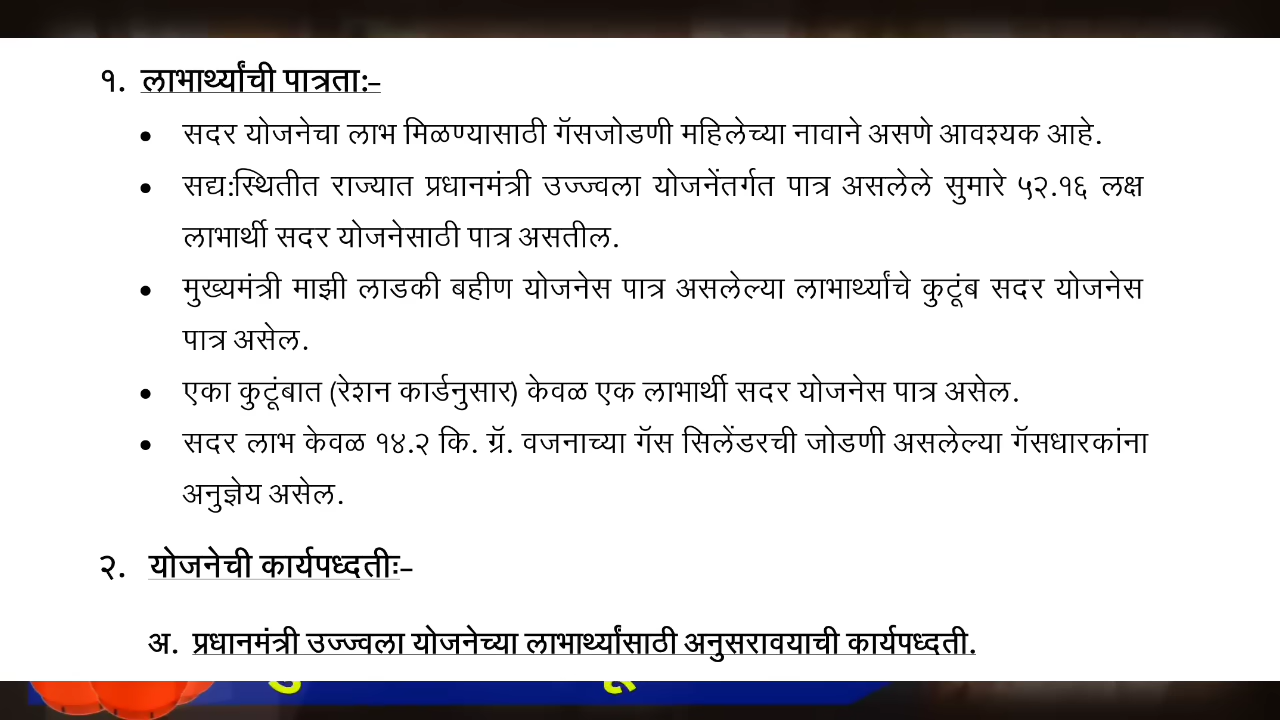 १. लाभार्थ्यांची पात्रता:–
• सदर योजनेचा लाभ मिळण्यासाठी गॅसजोडणी महिलेच्या नावाने असणे आवश्यक आहे.
• सद्य:स्थितीत राज्यात प्रधानमंत्री उज्ज्वला योजनेंतर्गत पात्र असलेले सुमारे ५२.१६ लक्ष
लाभार्थी सदर योजनेसाठी पात्र असतील.
• मुख्यमंत्री माझी लाडकी बहीण योजनेस पात्र असलेल्या लाभार्थ्यांचे कुटूंब सदर योजनेस
पात्र असेल.
• एका कुटूंबात (रेशन कार्डनुसार) केवळ एक लाभार्थी सदर योजनेस पात्र असेल.
• सदर लाभ केवळ १४.२ कि. ग्रॅ. वजनाच्या गॅस सिलेंडरची जोडणी असलेल्या गॅसधारकांना
अनुज्ञेय असेल.
२. योजनेची कार्यपध्दतीः–
अ. प्रधानमंत्री उज्ज्वला योजनेच्या लाभार्थ्यांसाठी अनुसरावयाची कार्यपध्दती.